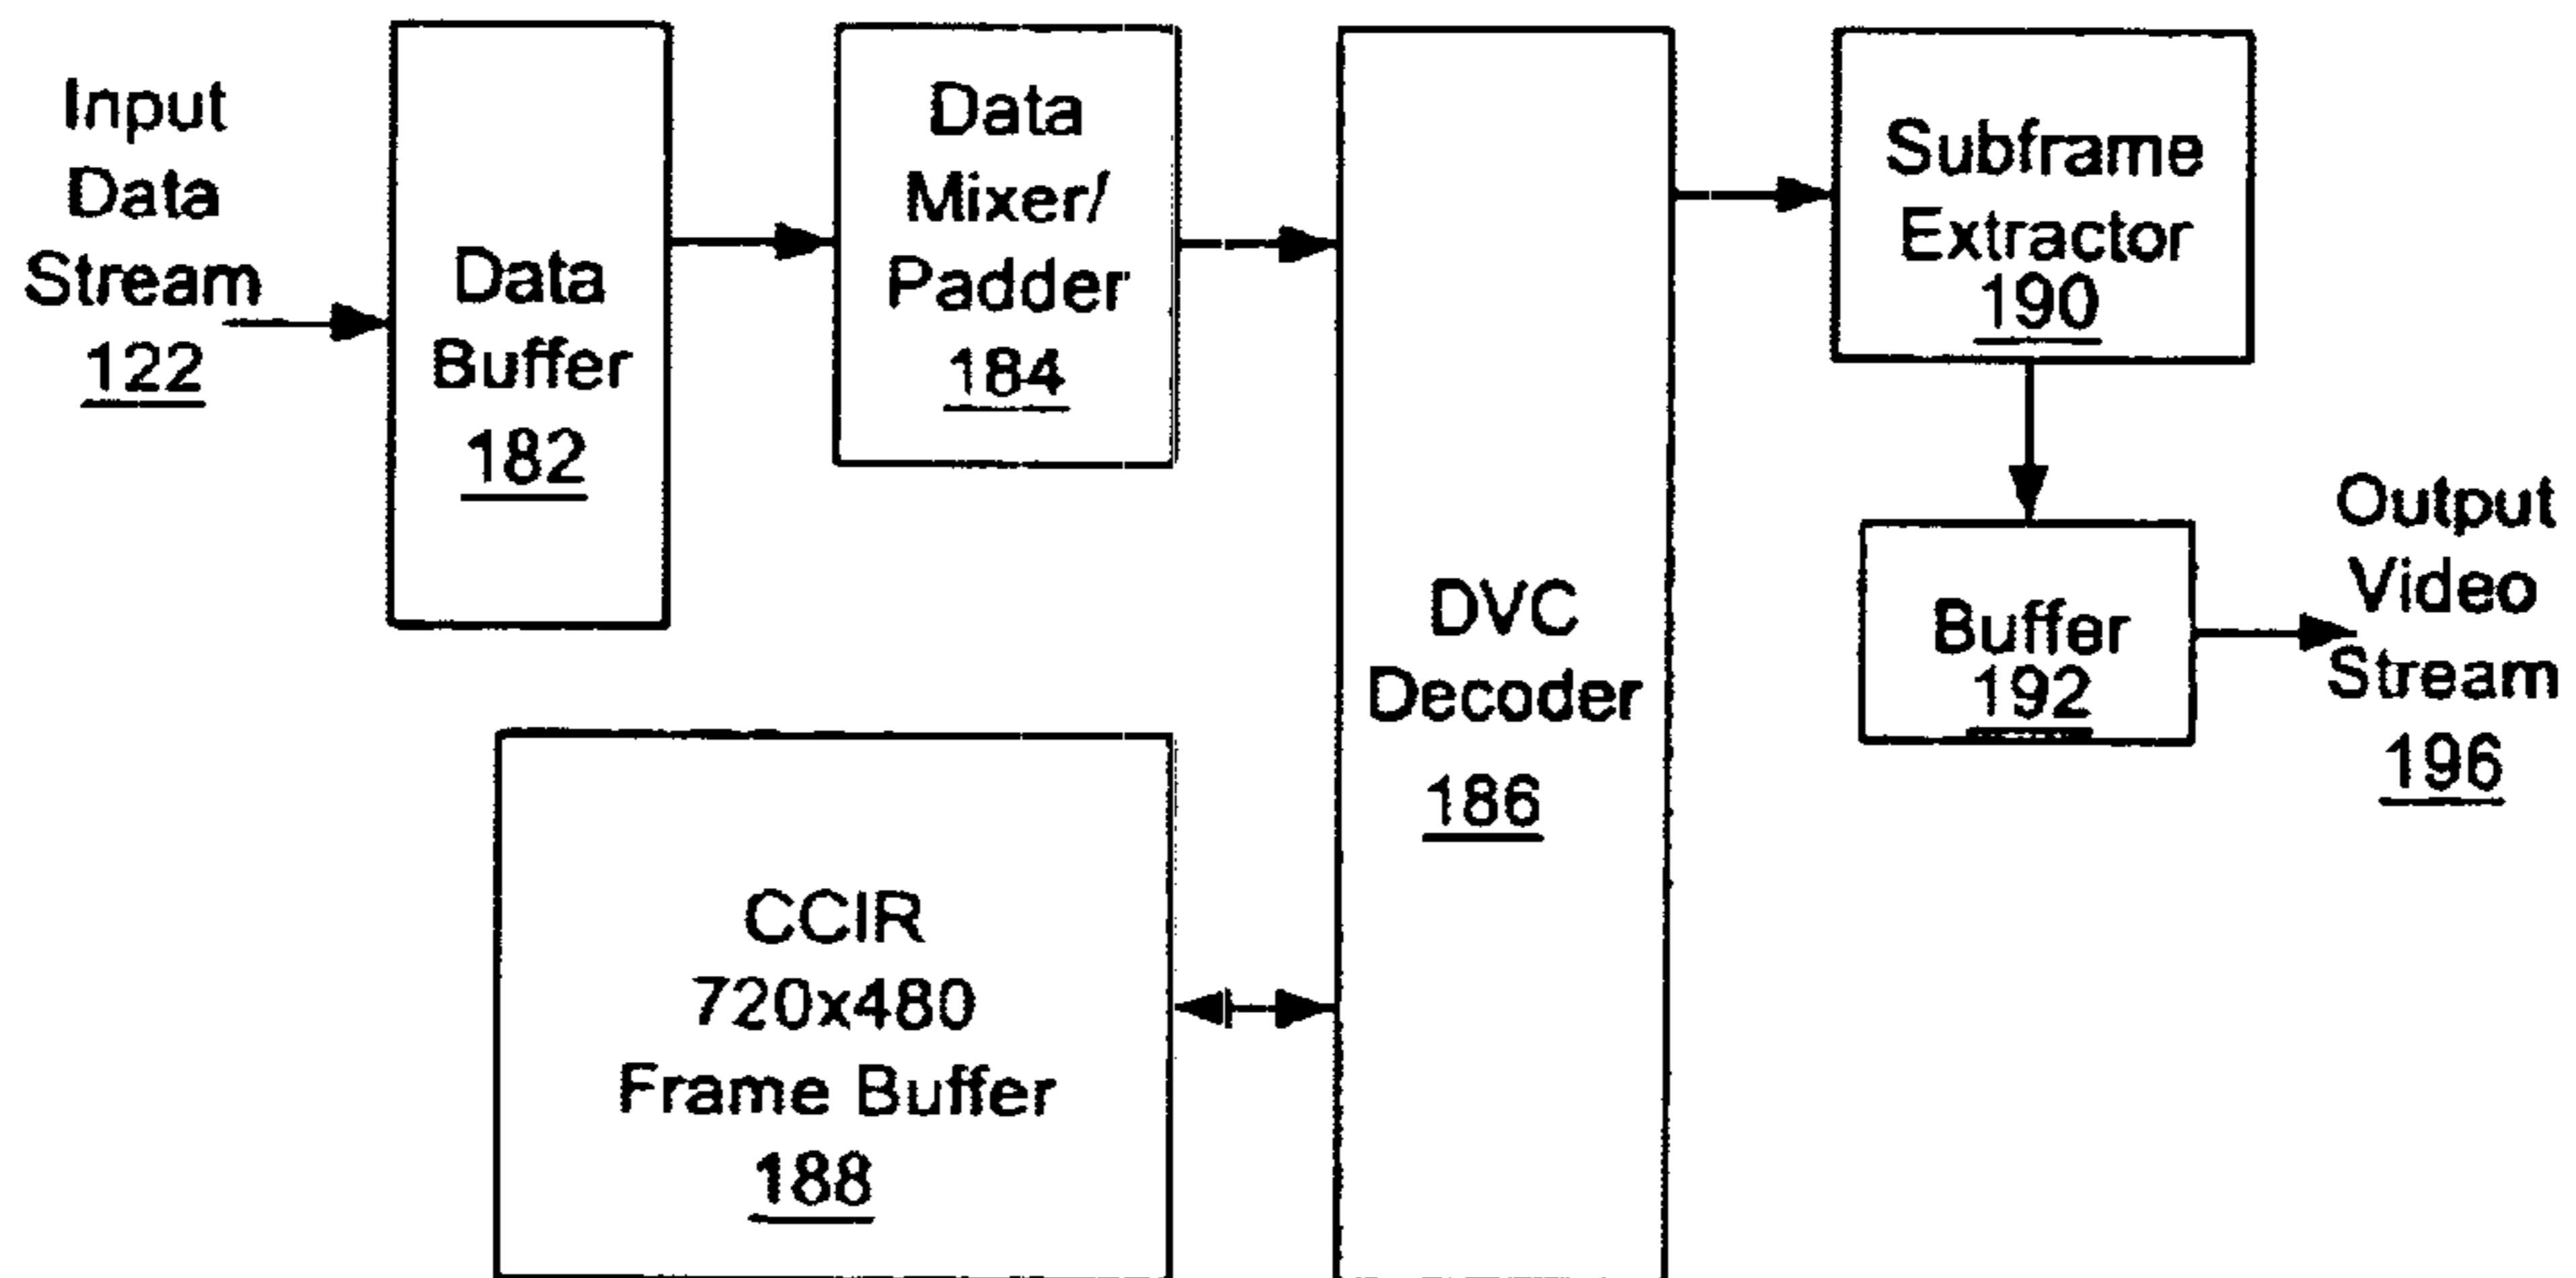 Input
Data
Stream
122
Data
Buffer
182
Data
Mixer/
Padder
184
DVC
Decoder
186
CCIR
720x480
Frame Buffer
188
Subframe
Extractor
190
Buffer
192
Output
Video
Stream
196